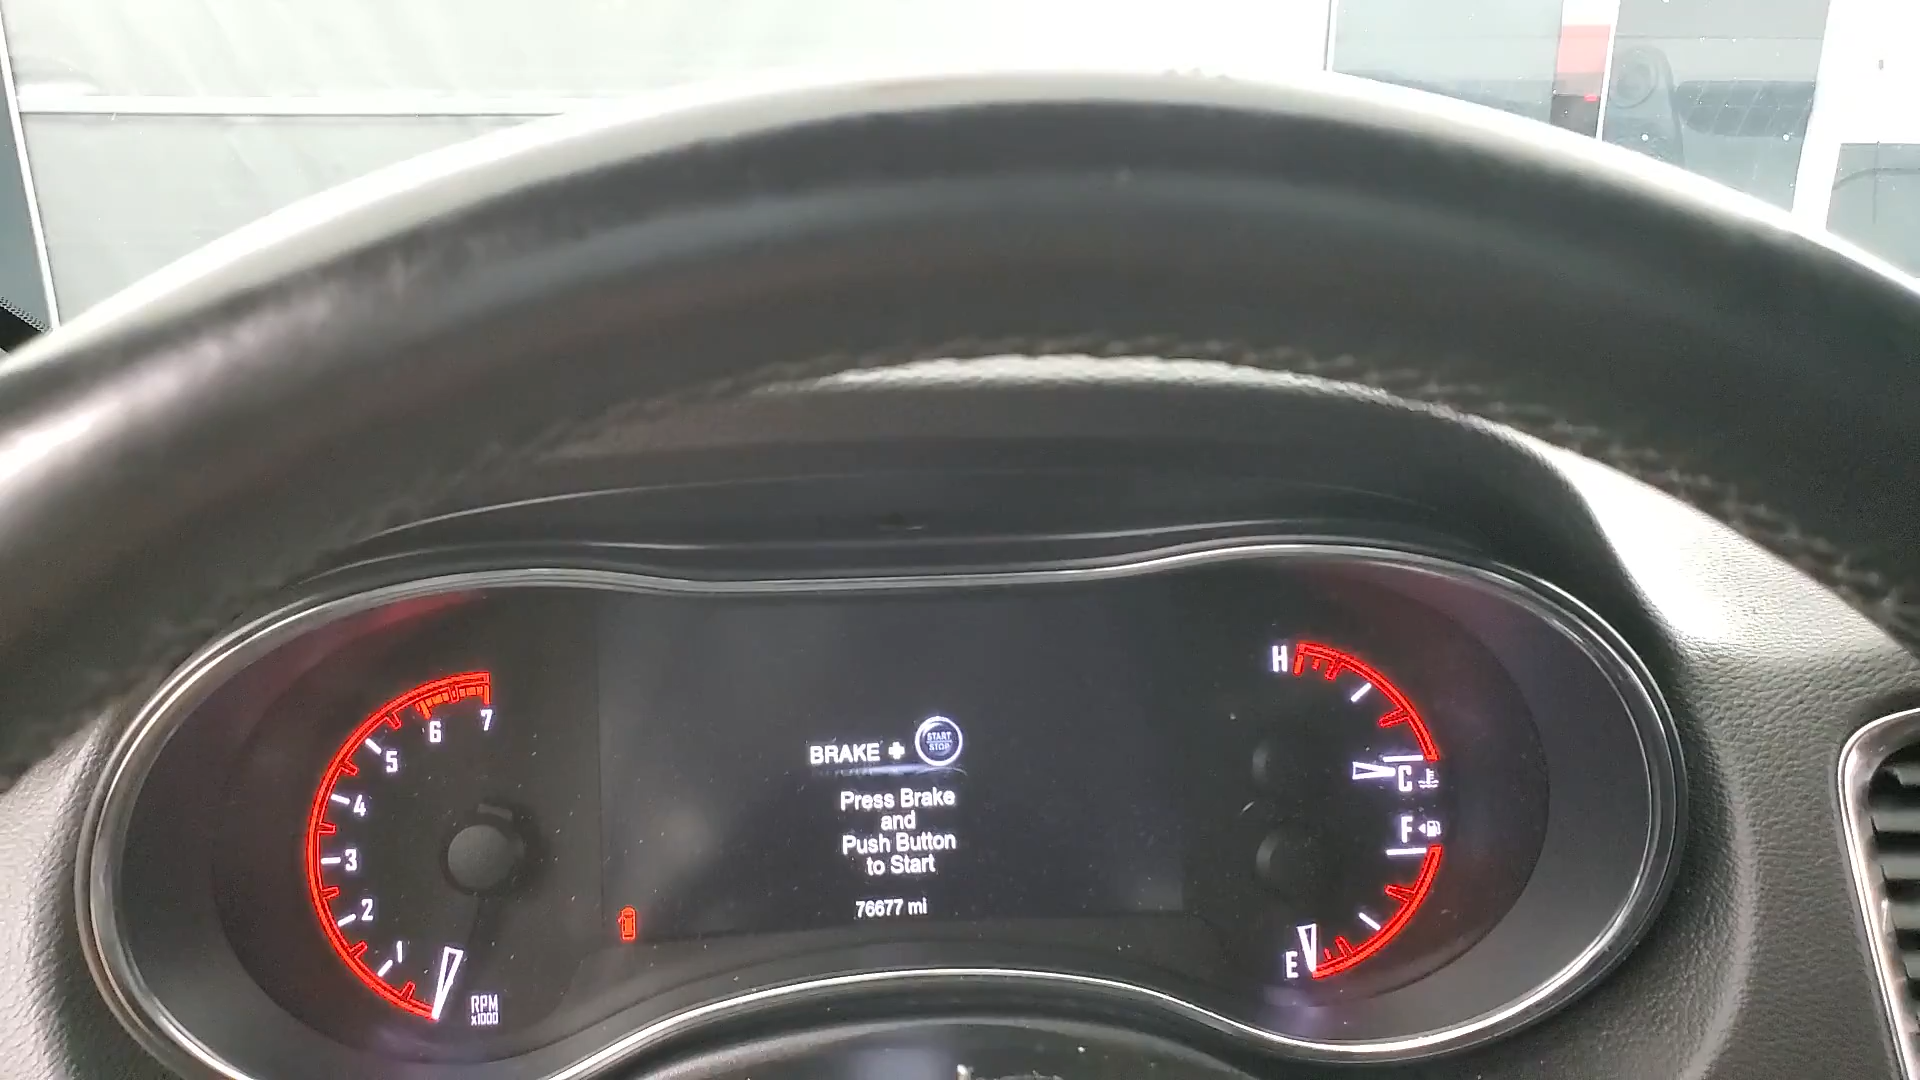 7
6
5
4
3
2
1
RPM
x1000
BRAKE +
START
STOP
Press Brake
and
Push Button
to Start
76677 mi
H
C
F
E